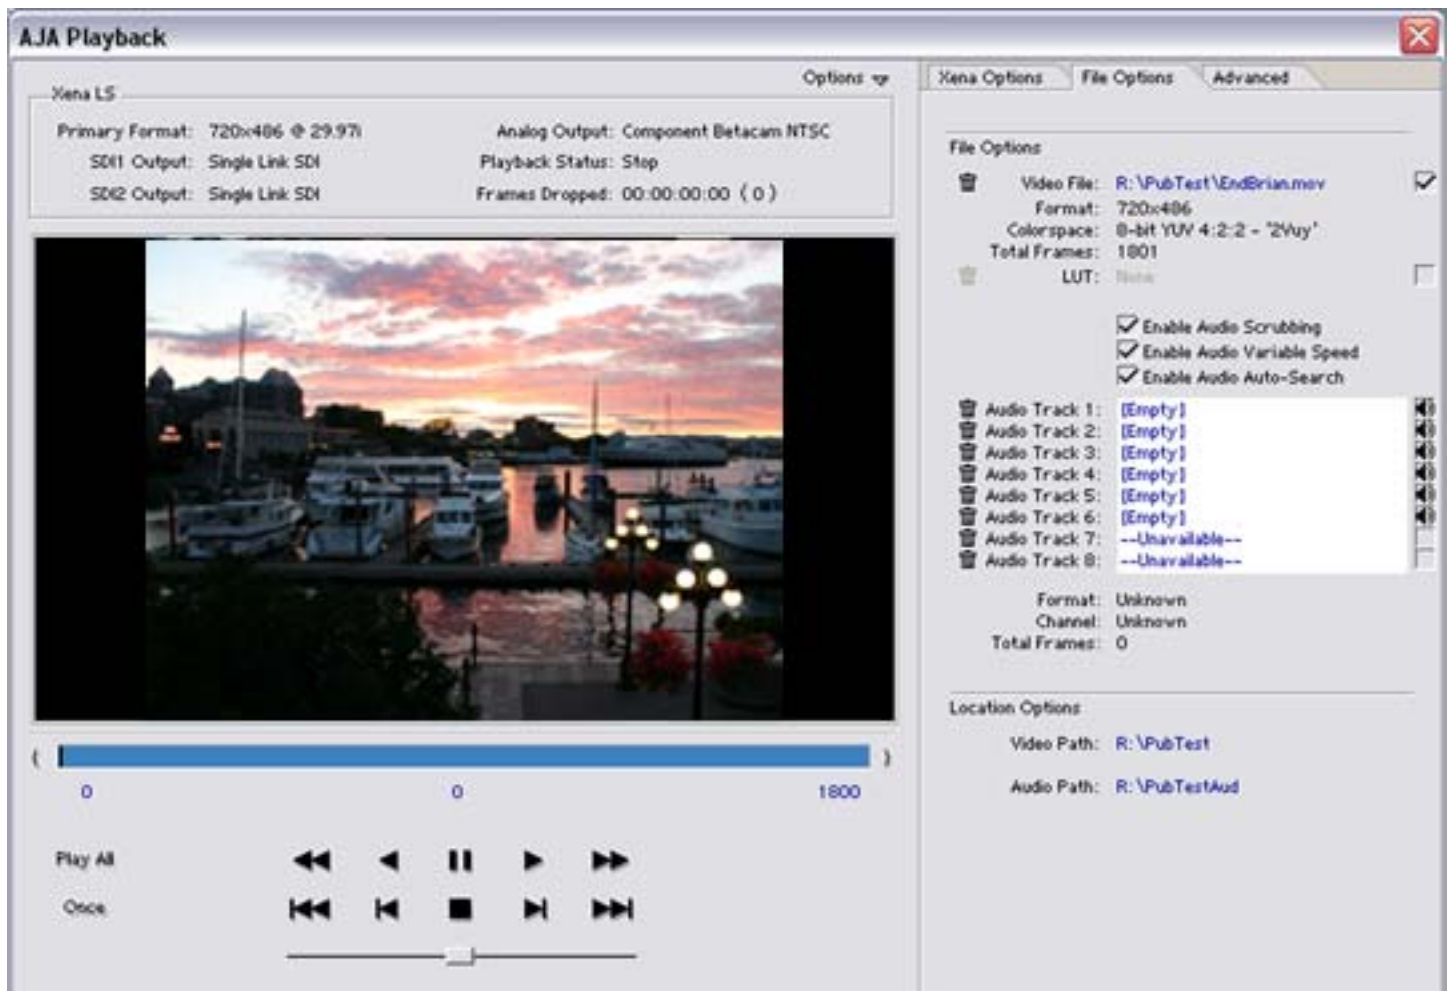 AJA Playback
Options
Xena LS
Primary Format: 720x486 @ 29.97i
Analog Output: Component Betacam NTSC
SDI1 Output: Single Link SDI
Playback Status: Stop
SDI2 Output: Single Link SDI
Frames Dropped: 00:00:00:00 ( 0 )
0
0
1800
Play All
Once
Xena Options
File Options
Advanced
File Options
Video File: R:\PubTest\EndBrian.mov
Format: 720x486
Colorspace: 8-bit YUV 4:2:2 - '2Vuy'
Total Frames: 1801
LUT: None
Enable Audio Scrubbing
Enable Audio Variable Speed
Enable Audio Auto-Search
Audio Track 1: [Empty]
Audio Track 2: [Empty]
Audio Track 3: [Empty]
Audio Track 4: [Empty]
Audio Track 5: [Empty]
Audio Track 6: [Empty]
Audio Track 7: --Unavailable--
Audio Track 8: --Unavailable--
Format: Unknown
Channel: Unknown
Total Frames: 0
Location Options
Video Path: R:\PubTest
Audio Path: R:\PubTestAud